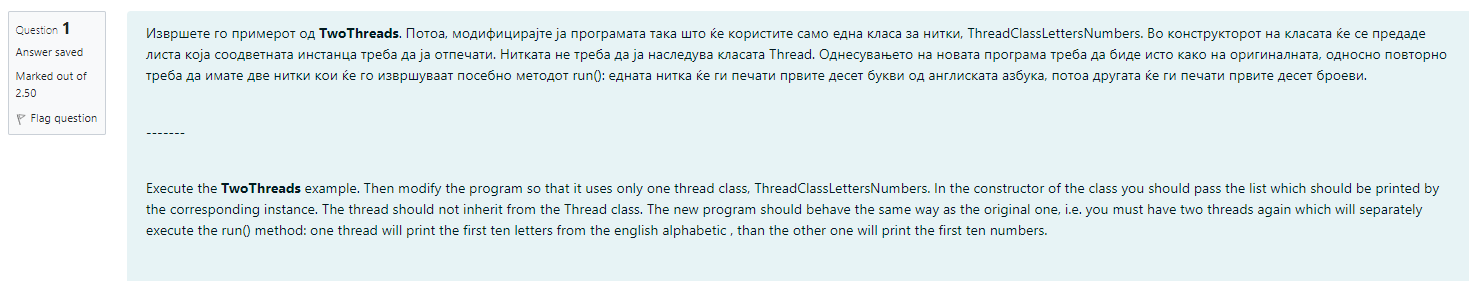 Question 1
Answer saved
Marked out of
2.50
Flag question
Извршете го примерот од TwoThreads. Потоа, модифицирајте ја програмата така што ќе користите само една класа за нитки, ThreadClassLettersNumbers. Во конструкторот на класата ќе се предаде
листа која соодветната инстанца треба да ја отпечати. Нитката не треба да ја наследува класата Thread. Однесувањето на новата програма треба да биде исто како на оригиналната, односно повторно
треба да имате две нитки кои ќе го извршуваат посебно методот run(): едната нитка ќе ги печати првите десет букви од англиската азбука, потоа другата ќе ги печати првите десет броеви.
-------
Execute the TwoThreads example. Then modify the program so that it uses only one thread class, ThreadClassLettersNumbers. In the constructor of the class you should pass the list which should be printed by
the corresponding instance. The thread should not inherit from the Thread class. The new program should behave the same way as the original one, i.e. you must have two threads again which will separately
execute the run() method: one thread will print the first ten letters from the english alphabetic , than the other one will print the first ten numbers.